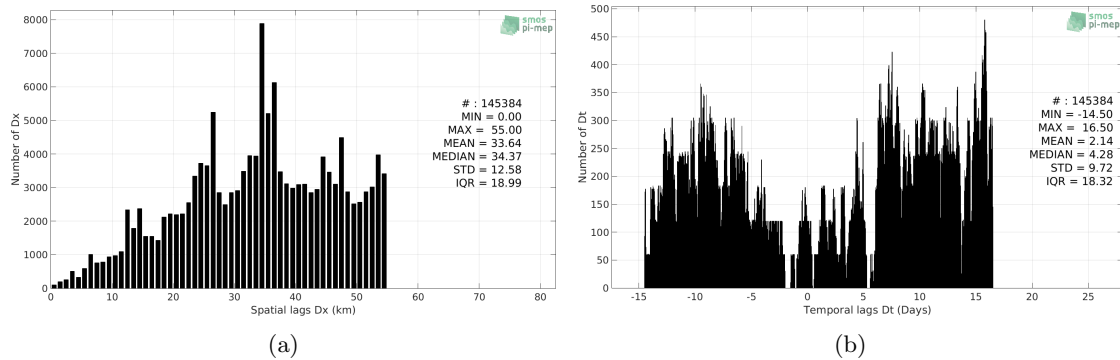 smos
pi-mep
8000
7000
6000
5000
4000
3000
2000
1000
0
Number of Dx
# : 145384
MIN = 0.00
MAX = 55.00
MEAN = 33.64
MEDIAN = 34.37
STD = 12.58
IQR = 18.99
0 10 20 30 40 50 60 70 80
Spatial lags Dx (km)
(a)
smos
pi-mep
500
450
400
350
300
250
200
150
100
50
0
Number of Dt
# : 145384
MIN = -14.50
MAX = 16.50
MEAN = 2.14
MEDIAN = 4.28
STD = 9.72
IQR = 18.32
-15 -10 -5 0 5 10 15 20 25
Temporal lags Dt (Days)
(b)